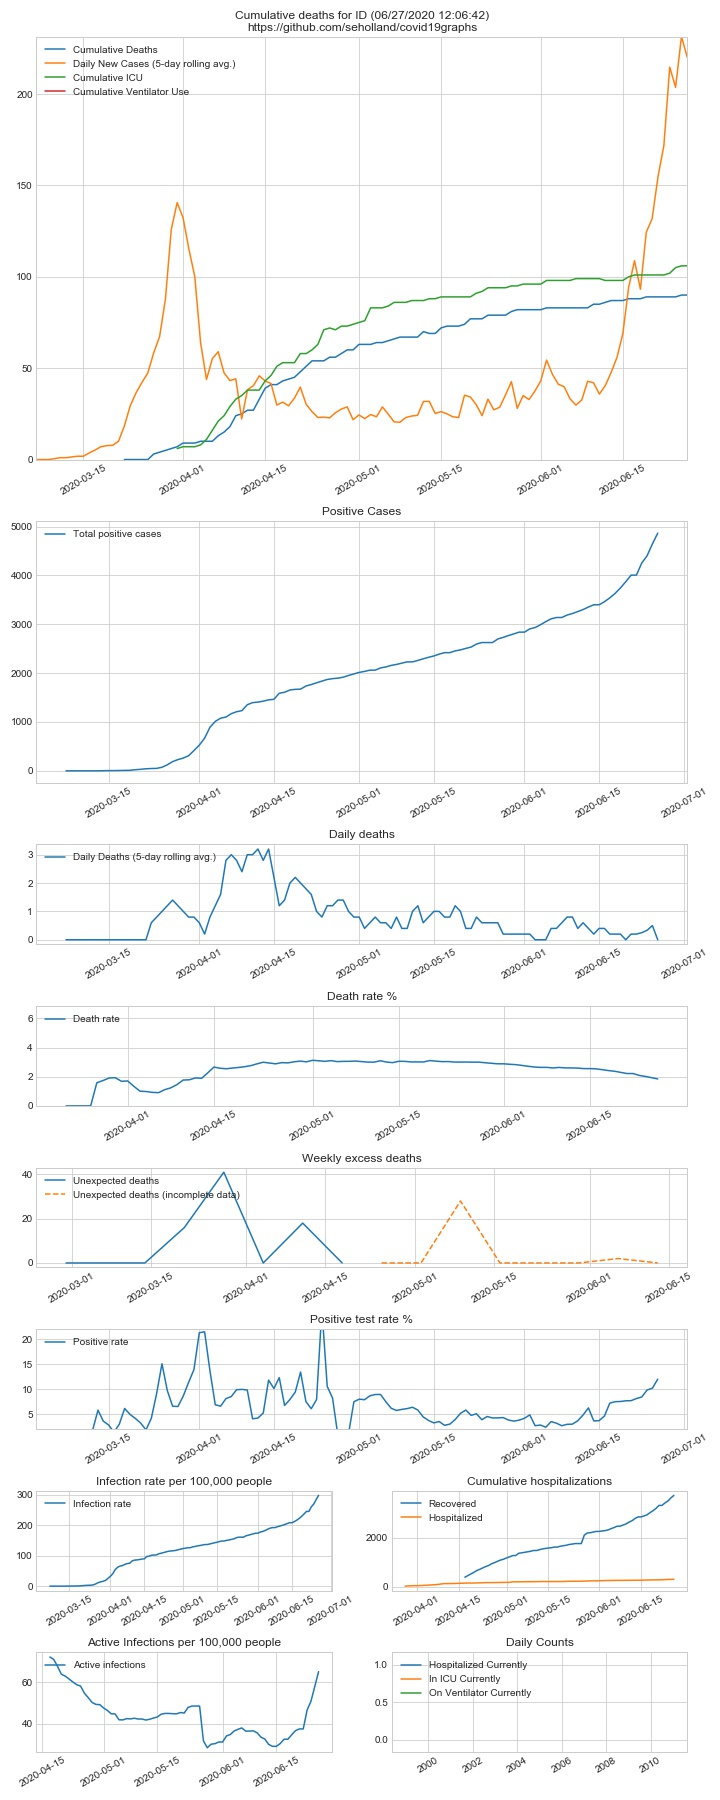 Cumulative deaths for ID (06/27/2020 12:06:42)
https://github.com/seholland/covid19graphs
Cumulative Deaths
Daily New Cases (5-day rolling avg.)
Cumulative ICU
Cumulative Ventilator Use
200
150
100
50
0
2020-03-15 2020-04-01 2020-04-15 2020-05-01 2020-05-15 2020-06-01 2020-06-15
Positive Cases
Total positive cases
5000
4000
3000
2000
1000
0
2020-03-15 2020-04-01 2020-04-15 2020-05-01 2020-05-15 2020-06-01 2020-06-15 2020-07-01
Daily deaths
Daily Deaths (5-day rolling avg.)
3
2
1
0
2020-03-15 2020-04-01 2020-04-15 2020-05-01 2020-05-15 2020-06-01 2020-06-15 2020-07-01
Death rate %
Death rate
6
4
2
0
2020-04-01 2020-04-15 2020-05-01 2020-05-15 2020-06-01 2020-06-15
Weekly excess deaths
Unexpected deaths
Unexpected deaths (incomplete data)
40
20
0
2020-03-01 2020-03-15 2020-04-01 2020-04-15 2020-05-01 2020-05-15 2020-06-01 2020-06-15
Positive test rate %
Positive rate
20
15
10
5
2020-03-15 2020-04-01 2020-04-15 2020-05-01 2020-05-15 2020-06-01 2020-06-15 2020-07-01
Infection rate per 100,000 people
Infection rate
300
200
100
0
2020-03-15 2020-04-01 2020-04-15 2020-05-01 2020-05-15 2020-06-01 2020-06-15 2020-07-01
Cumulative hospitalizations
Recovered
Hospitalized
2000
0
2020-04-01 2020-04-15 2020-05-01 2020-05-15 2020-06-01 2020-06-15
Active Infections per 100,000 people
Active infections
60
40
2020-04-15 2020-05-01 2020-05-15 2020-06-01 2020-06-15
Daily Counts
Hospitalized Currently
In ICU Currently
On Ventilator Currently
1.0
0.5
0.0
2000 2002 2004 2006 2008 2010